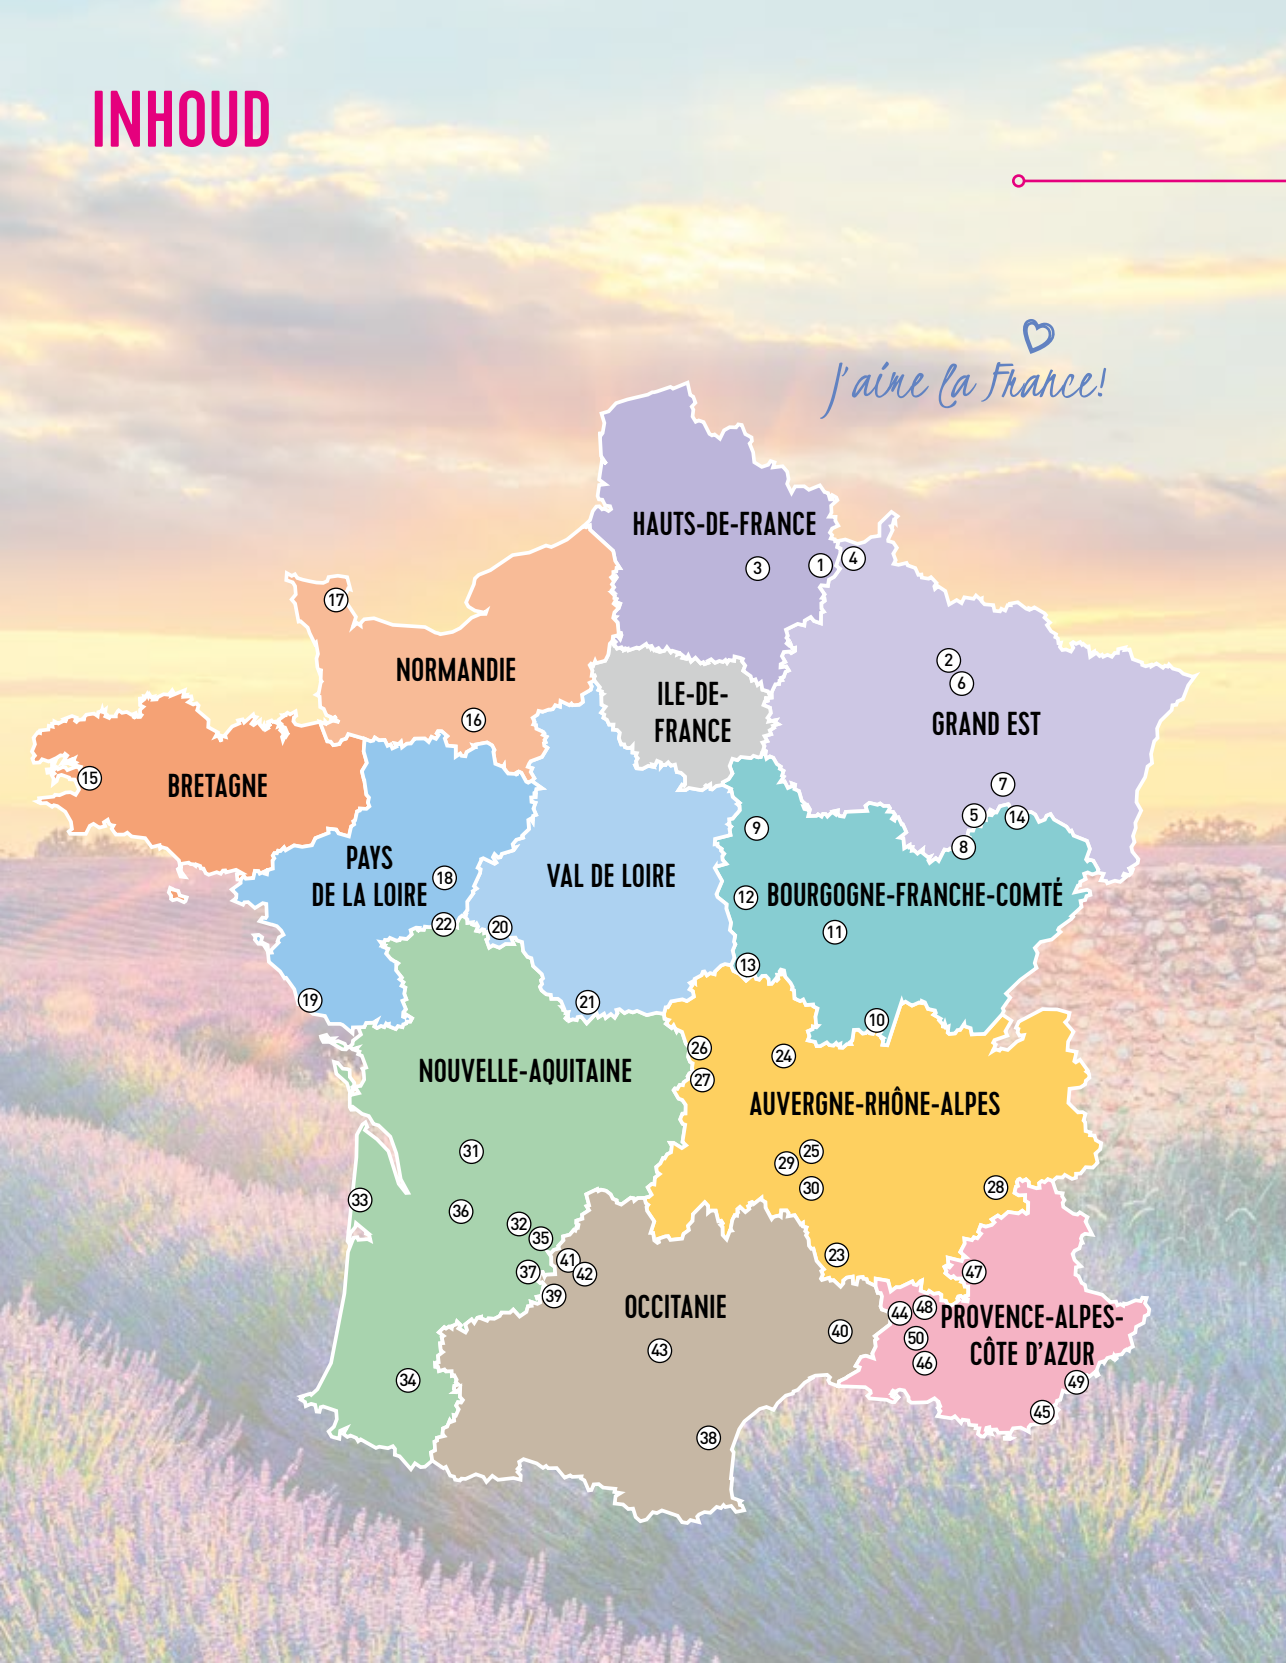 INHOUD
J'aime la France!
HAUTS-DE-FRANCE
3
1
4
17
NORMANDIE
16
ILE-DE-
FRANCE
2
6
GRAND EST
15
BRETAGNE
7
5
14
8
9
PAYS
DE LA LOIRE
18
VAL DE LOIRE
12
BOURGOGNE-FRANCHE-COMTÉ
22
20
11
13
19
21
10
26
24
27
NOUVELLE-AQUITAINE
AUVERGNE-RHÔNE-ALPES
31
25
29
30
28
33
36
32
35
41
42
37
39
23
47
OCCITANIE
44
48
PROVENCE-ALPES-
CÔTE D'AZUR
40
50
43
46
34
49
45
38